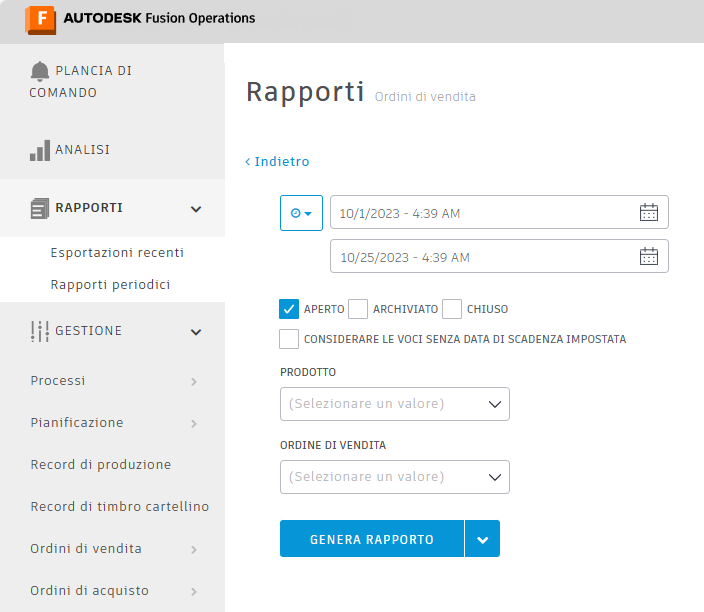 F AUTODESK Fusion Operations
PLANCIA DI
COMANDO
ANALISI
RAPPORTI
Esportazioni recenti
Rapporti periodici
GESTIONE
Processi
Pianificazione
Record di produzione
Record di timbro cartellino
Ordini di vendita
Ordini di acquisto
Rapporti Ordini di vendita
‹ Indietro
10/1/2023 - 4:39 AM
10/25/2023 - 4:39 AM
APERTO ARCHIVIATO CHIUSO
CONSIDERARE LE VOCI SENZA DATA DI SCADENZA IMPOSTATA
PRODOTTO
(Selezionare un valore)
ORDINE DI VENDITA
(Selezionare un valore)
GENERA RAPPORTO